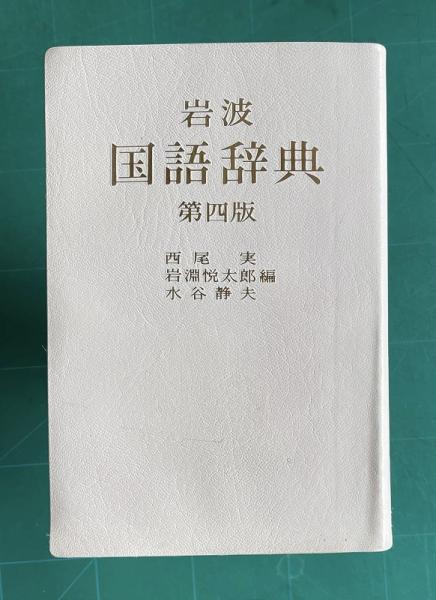 岩波
国語辞典
第四版
西尾 実
岩淵悦太郎編
水谷静夫